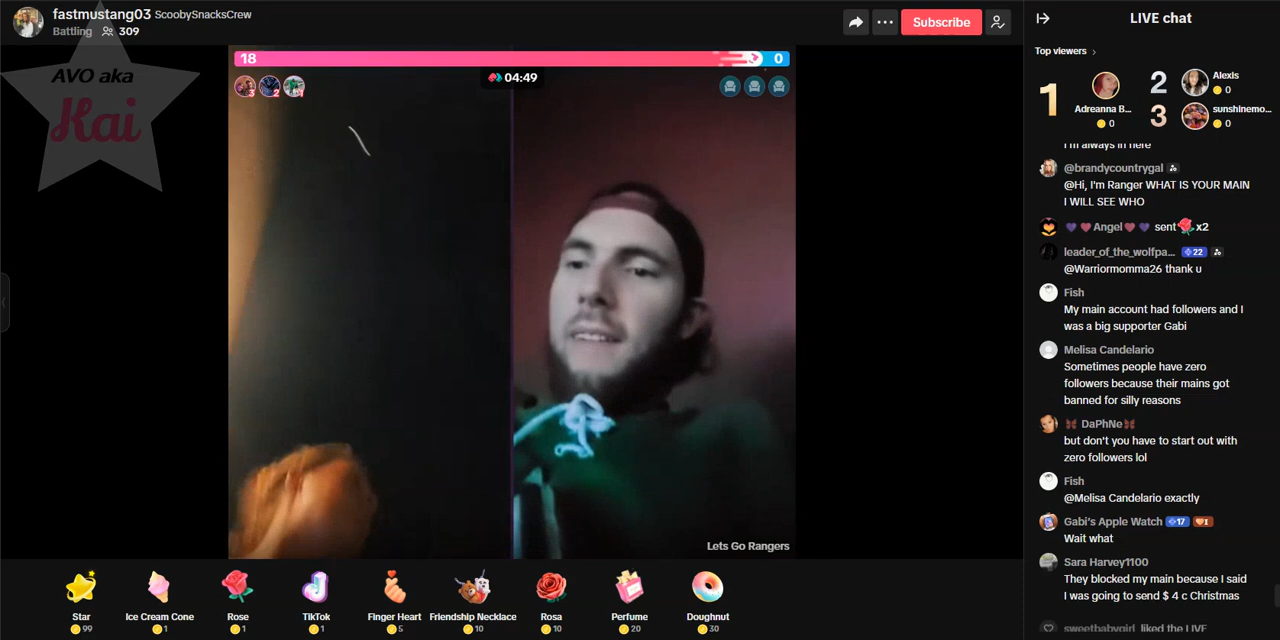 fastmustang03 ScoobySnacksCrew
Battling 309
Subscribe
AVO aka
Kai
18
0
04:49
Lets Go Rangers
Star
99
Ice Cream Cone
1
Rose
1
TikTok
1
Finger Heart
5
Friendship Necklace
10
Rosa
10
Perfume
20
Doughnut
30
LIVE chat
Top viewers
1
Adreanna B...
0
2
Alexis
0
3
sunshinemo...
0
I'm always in here
@brandycountrygal
@Hi, I'm Ranger WHAT IS YOUR MAIN
I WILL SEE WHO
Angel sent x2
leader_of_the_wolfpa... 22
@Warriormomma26 thank u
Fish
My main account had followers and I
was a big supporter Gabi
Melisa Candelario
Sometimes people have zero
followers because their mains got
banned for silly reasons
DaPhNe
but don't you have to start out with
zero followers lol
Fish
@Melisa Candelario exactly
Gabi's Apple Watch 17 I
Wait what
Sara Harvey1100
They blocked my main because I said
I was going to send $ 4 c Christmas
sweetbabygirl liked the LIVE